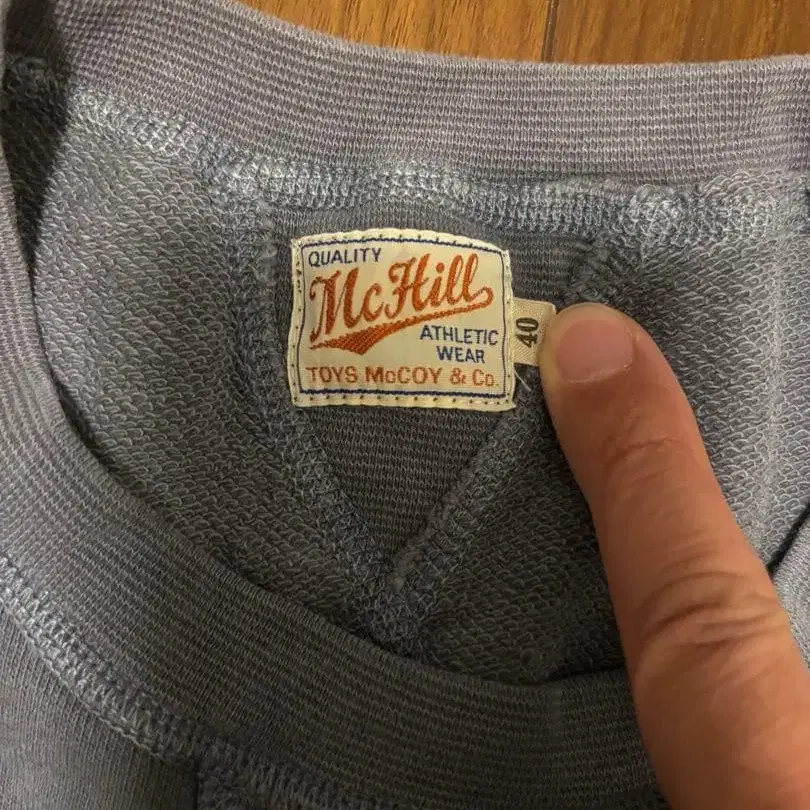 QUALITY
McHill
ATHLETIC
WEAR
TOYS McCOY & Co.
40